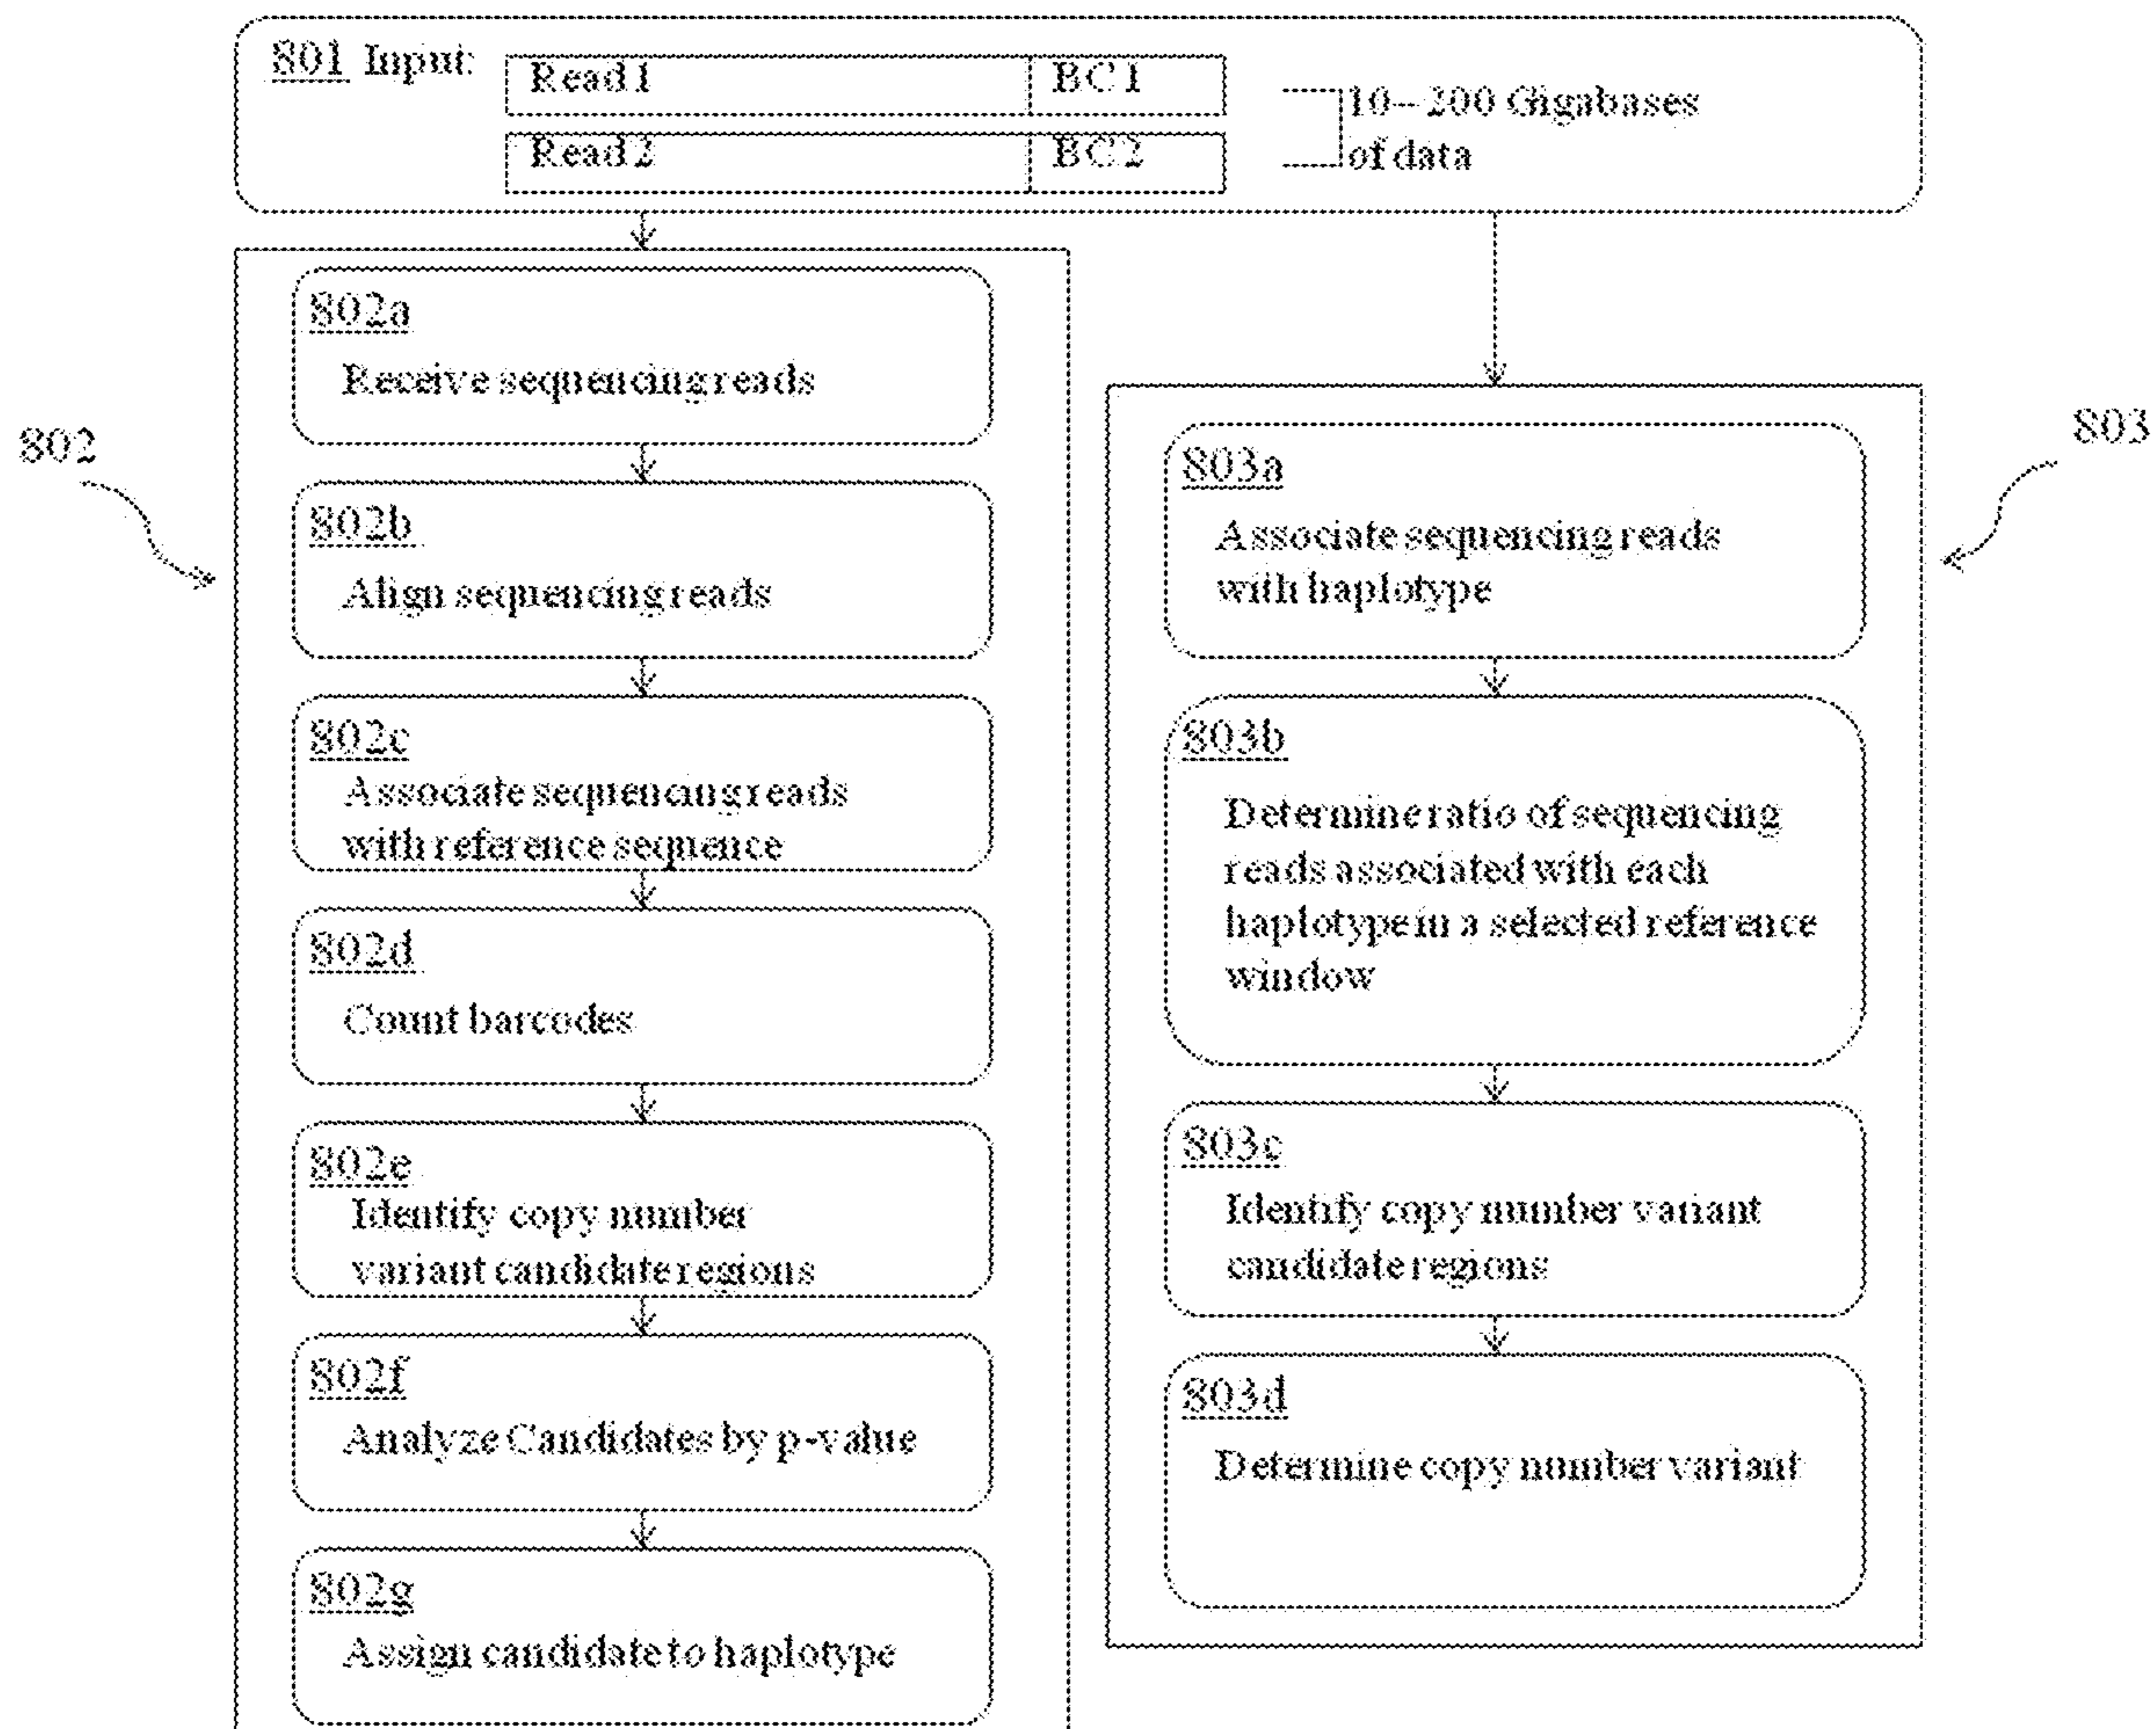 801 Input:
Read 1 BC1
Read 2 BC2
10–200 Gigabases
of data
802
802a
Receive sequencing reads
802b
Align sequencing reads
802c
Associate sequencing reads
with reference sequence
802d
Count barcodes
802e
Identify copy number
variant candidate regions
802f
Analyze Candidates by p-value
802g
Assign candidate to haplotype
803
803a
Associate sequencing reads
with haplotype
803b
Determine ratio of sequencing
reads associated with each
haplotype in a selected reference
window
803c
Identify copy number variant
candidate regions
803d
Determine copy number variant